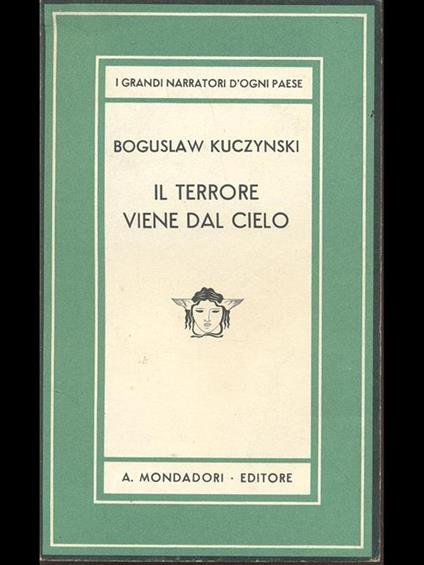 I GRANDI NARRATORI D'OGNI PAESE
BOGUSLAW KUCZYNSKI
IL TERRORE
VIENE DAL CIELO
A. MONDADORI · EDITORE